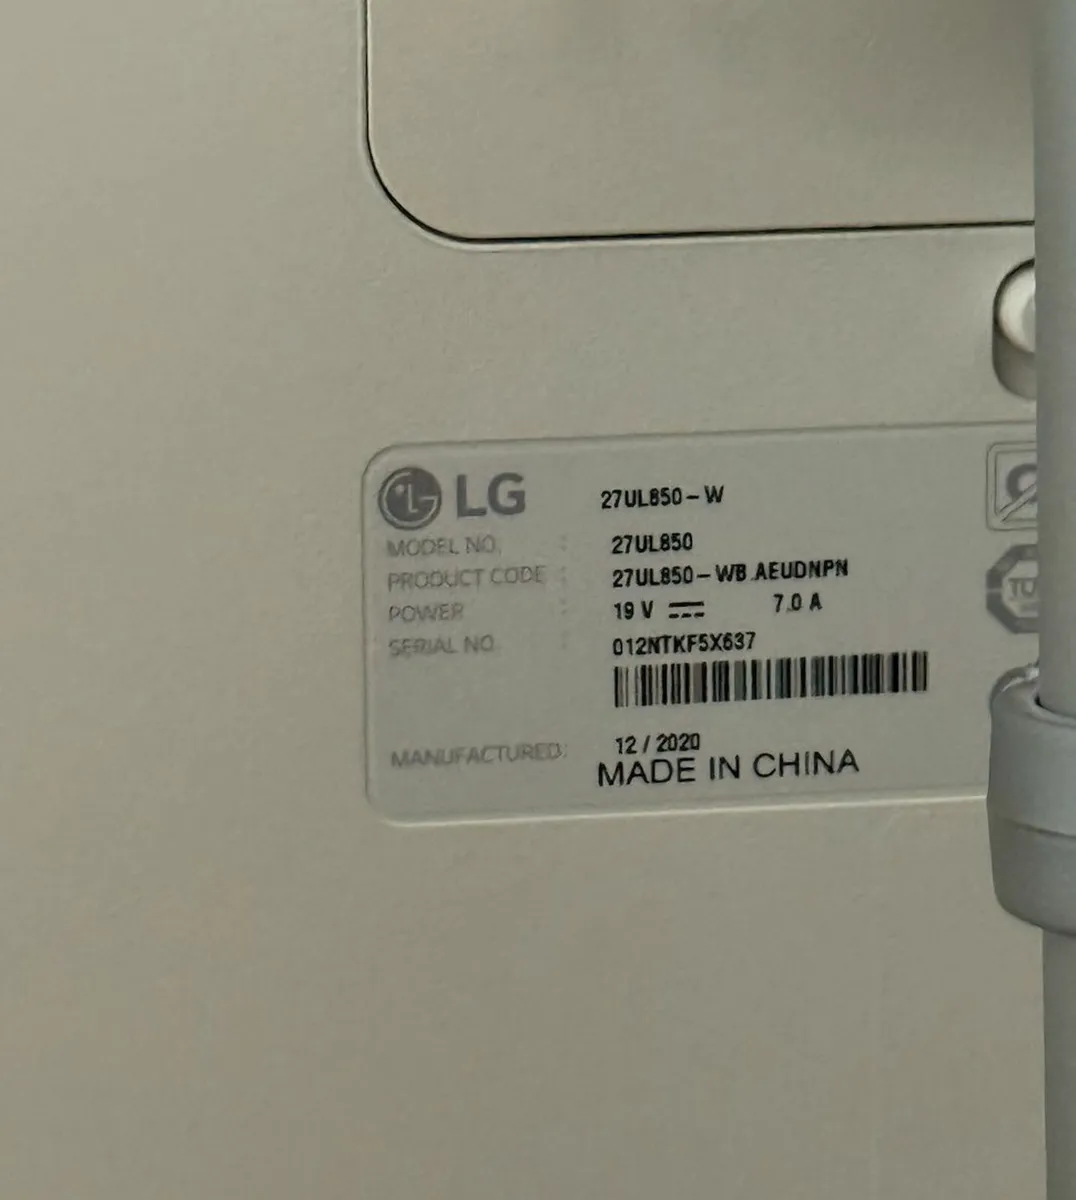 LG 27UL850-W
MODEL NO. : 27UL850
PRODUCT CODE : 27UL850-WB.AEUDNPN
POWER : 19 V 7.0 A
SERIAL NO. : 012NTKF5X637
MANUFACTURED: 12 / 2020
MADE IN CHINA